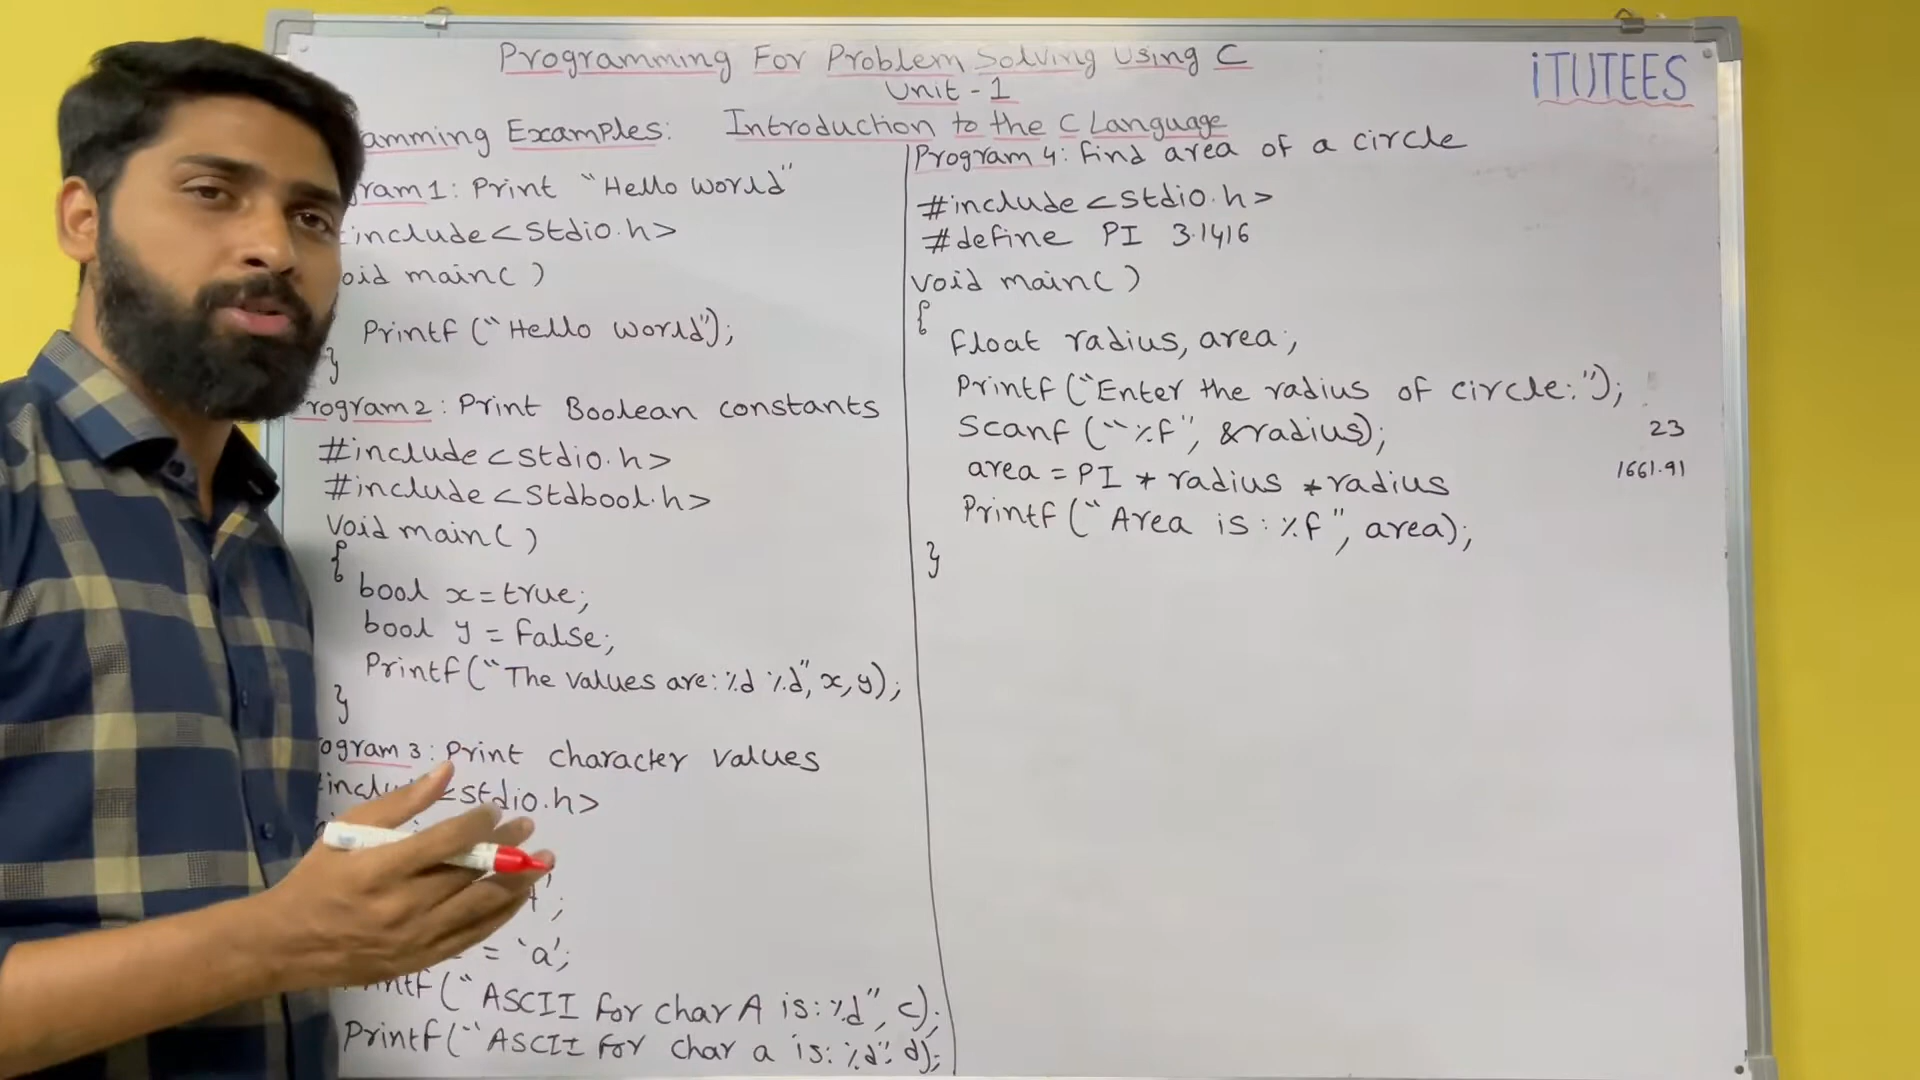 Programming For Problem Solving Using C
iTUTEES
Unit - 1
Introduction to the C Language
amming Examples:
gram 1: Print "Hello World"
include<stdio.h>
oid main( )
Printf ("Hello World");
}
rogram 2: Print Boolean constants
#include<stdio.h>
#include<stdbool.h>
Void main( )
{
bool x = true;
bool y = False;
Printf("The values are: %d %d", x, y);
}
ogram 3: Print character values
#include<stdio.h>
';
= 'a';
Printf("ASCII For char A is: %d", c);
Printf("ASCII For char a is: %d", d);
Program 4: Find area of a circle
#include<stdio.h>
#define PI 3.1416
void main( )
{
Float radius, area;
Printf("Enter the radius of circle:");
Scanf ("%f", &radius);
23
area = PI * radius * radius
1661.91
Printf ("Area is: %f", area);
}